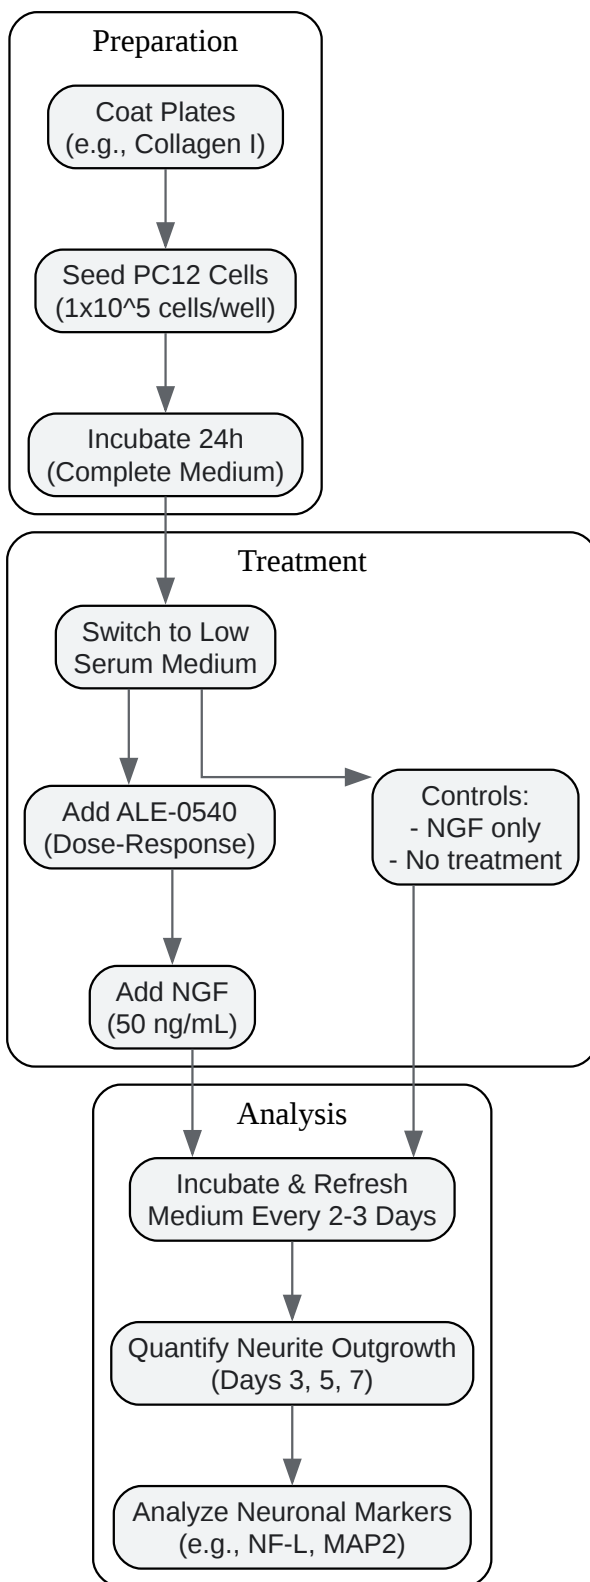 Preparation
Coat Plates
(e.g., Collagen I)
Seed PC12 Cells
(1x10^5 cells/well)
Incubate 24h
(Complete Medium)
Treatment
Switch to Low
Serum Medium
Add ALE-0540
(Dose-Response)
Controls:
- NGF only
- No treatment
Add NGF
(50 ng/mL)
Analysis
Incubate & Refresh
Medium Every 2-3 Days
Quantify Neurite Outgrowth
(Days 3, 5, 7)
Analyze Neuronal Markers
(e.g., NF-L, MAP2)